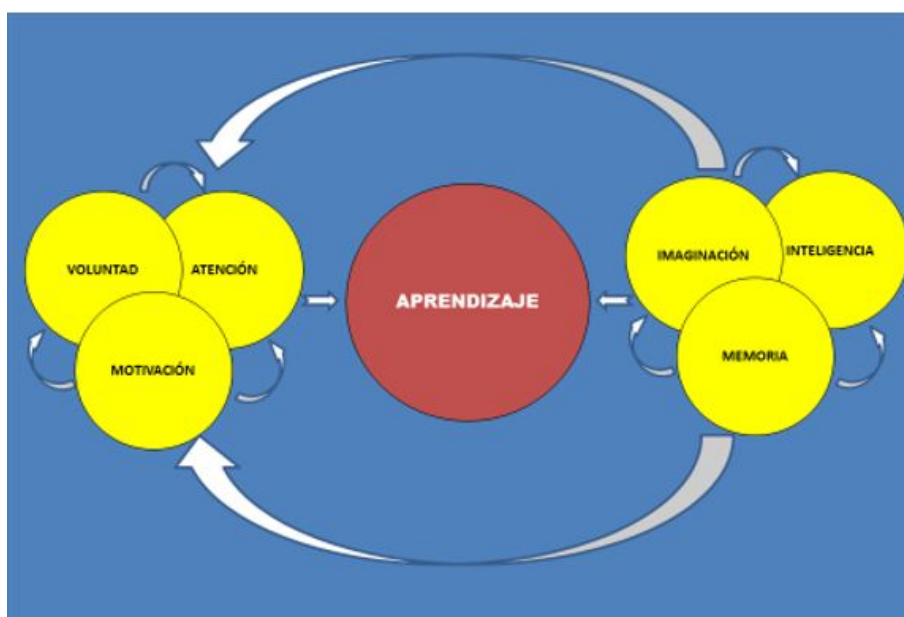 VOLUNTAD
ATENCIÓN
MOTIVACIÓN
APRENDIZAJE
IMAGINACIÓN
INTELIGENCIA
MEMORIA